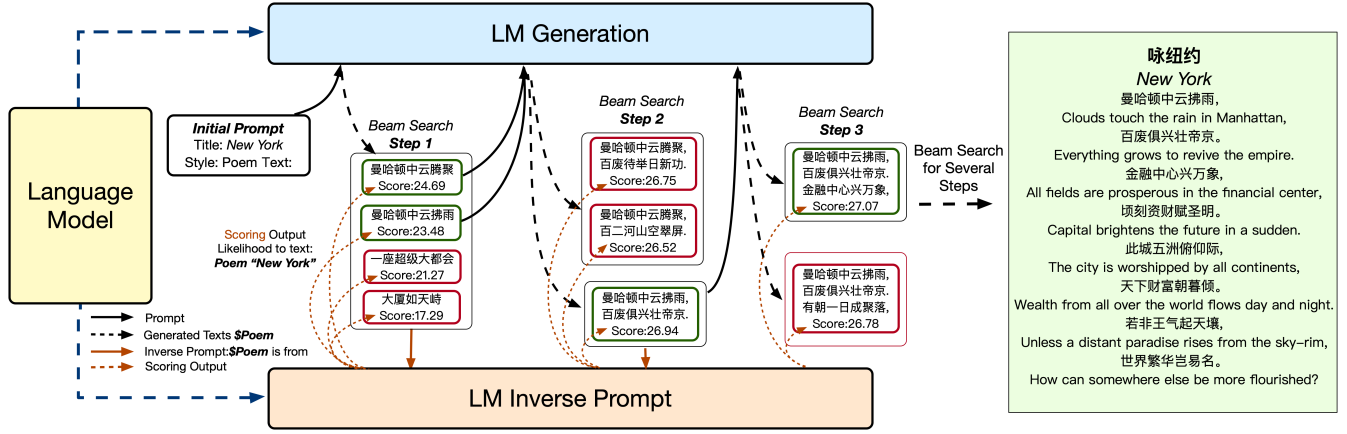 LM Generation
Language
Model
Initial Prompt
Title: New York
Style: Poem Text:
Beam Search
Step 1
曼哈顿中云腾聚
Score:24.69
曼哈顿中云拂雨
Score:23.48
一座超级大都会
Score:21.27
大厦如天峙
Score:17.29
Scoring Output
Likelihood to text:
Poem “New York”
Prompt
Generated Texts $Poem
Inverse Prompt:$Poem is from
Scoring Output
Beam Search
Step 2
曼哈顿中云腾聚,
百废待举日新功.
Score:26.75
曼哈顿中云腾聚,
百二河山空翠屏.
Score:26.52
曼哈顿中云拂雨,
百废俱兴壮帝京.
Score:26.94
Beam Search
Step 3
曼哈顿中云拂雨,
百废俱兴壮帝京.
金融中心兴万象,
Score:27.07
曼哈顿中云拂雨,
百废俱兴壮帝京.
有朝一日成聚落,
Score:26.78
Beam Search
for Several
Steps
LM Inverse Prompt
咏纽约
New York
曼哈顿中云拂雨，
Clouds touch the rain in Manhattan,
百废俱兴壮帝京。
Everything grows to revive the empire.
金融中心兴万象，
All fields are prosperous in the financial center,
顷刻资财赋圣明。
Capital brightens the future in a sudden.
此城五洲俯仰际，
The city is worshipped by all continents,
天下财富朝暮倾。
Wealth from all over the world flows day and night.
若非王气起天壤，
Unless a distant paradise rises from the sky-rim,
世界繁华岂易名。
How can somewhere else be more flourished?